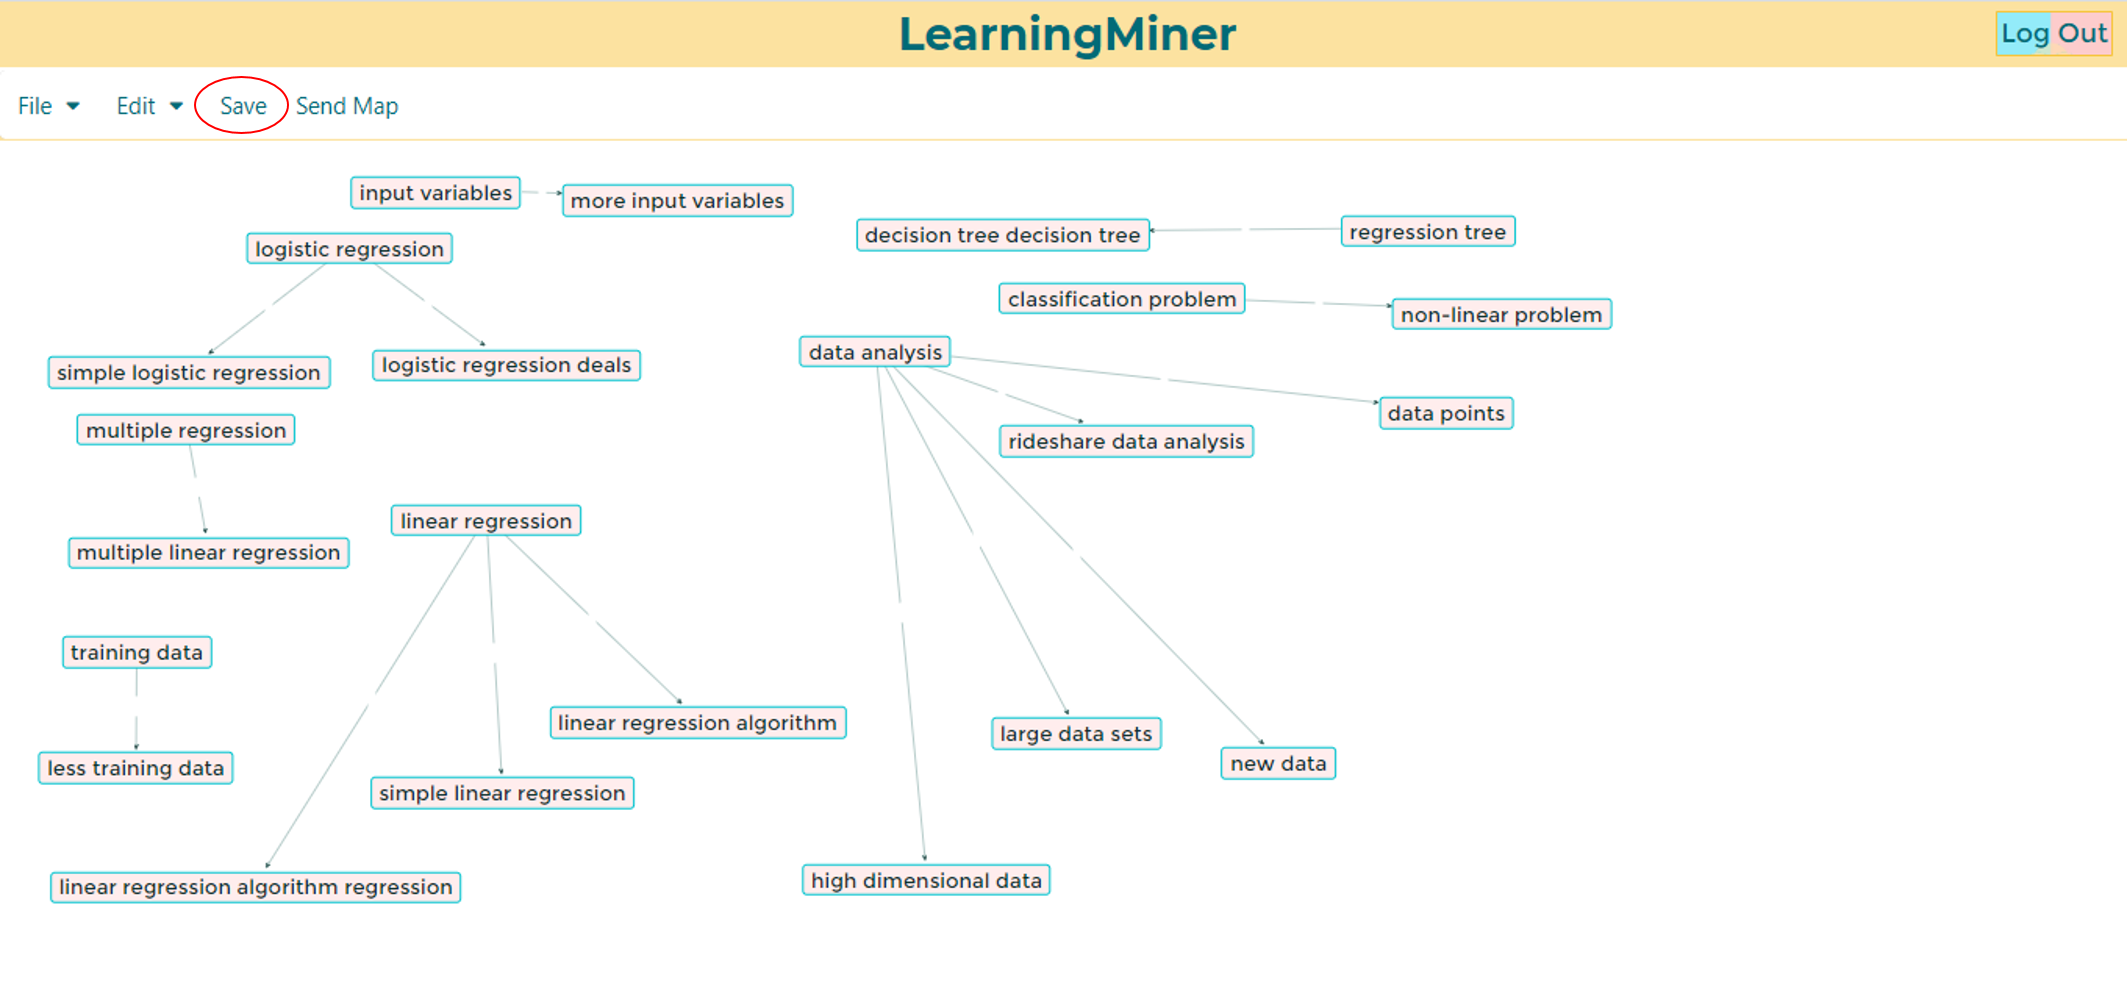 LearningMiner
Log Out
File Edit Save Send Map
input variables
more input variables
decision tree decision tree
regression tree
logistic regression
classification problem
non-linear problem
data analysis
simple logistic regression
logistic regression deals
data points
multiple regression
rideshare data analysis
linear regression
multiple linear regression
training data
linear regression algorithm
large data sets
new data
less training data
simple linear regression
high dimensional data
linear regression algorithm regression